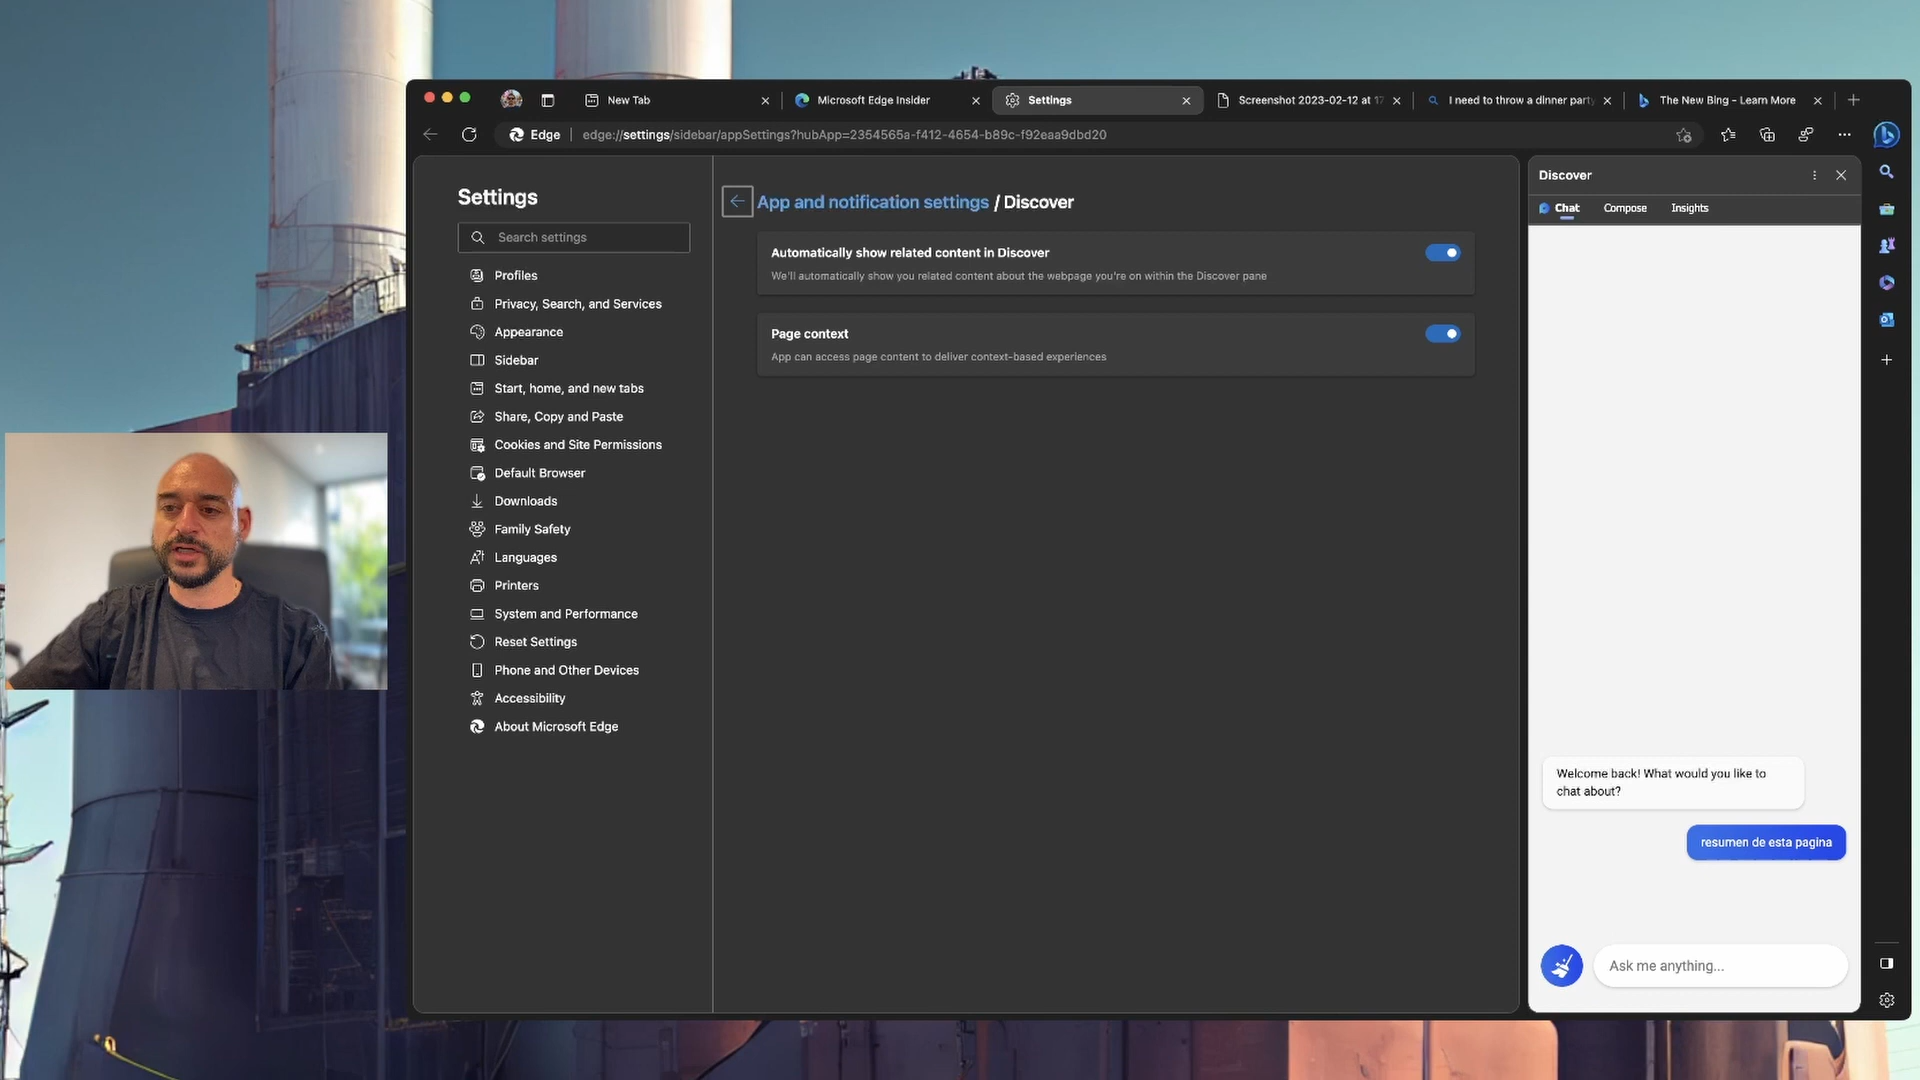 New Tab
Microsoft Edge Insider
Settings
Screenshot 2023-02-12 at 17
I need to throw a dinner party
The New Bing - Learn More
Edge
edge://settings/sidebar/appSettings?hubApp=2354565a-f412-4654-b89c-f92eaa9dbd20
Settings
Search settings
Profiles
Privacy, Search, and Services
Appearance
Sidebar
Start, home, and new tabs
Share, Copy and Paste
Cookies and Site Permissions
Default Browser
Downloads
Family Safety
Languages
Printers
System and Performance
Reset Settings
Phone and Other Devices
Accessibility
About Microsoft Edge
App and notification settings / Discover
Automatically show related content in Discover
We'll automatically show you related content about the webpage you're on within the Discover pane
Page context
App can access page content to deliver context-based experiences
Discover
Chat
Compose
Insights
Welcome back! What would you like to
chat about?
resumen de esta pagina
Ask me anything...